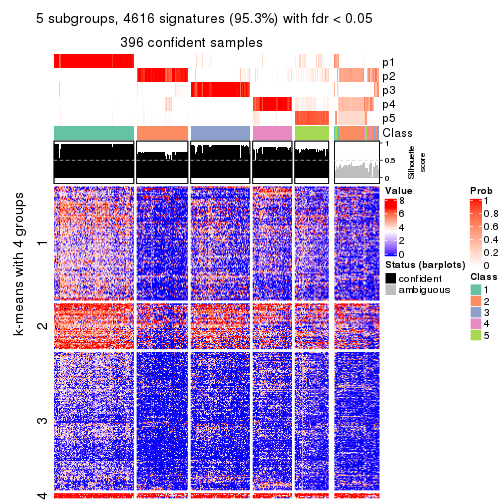 5 subgroups, 4616 signatures (95.3%) with fdr < 0.05
396 confident samples
p1
p2
p3
p4
p5
Class
1
0.5
0
Silhouette
score
k-means with 4 groups
1
2
3
4
Value
8
6
4
2
0
Status (barplots)
confident
ambiguous
Prob
1
0.8
0.6
0.4
0.2
0
Class
1
2
3
4
5